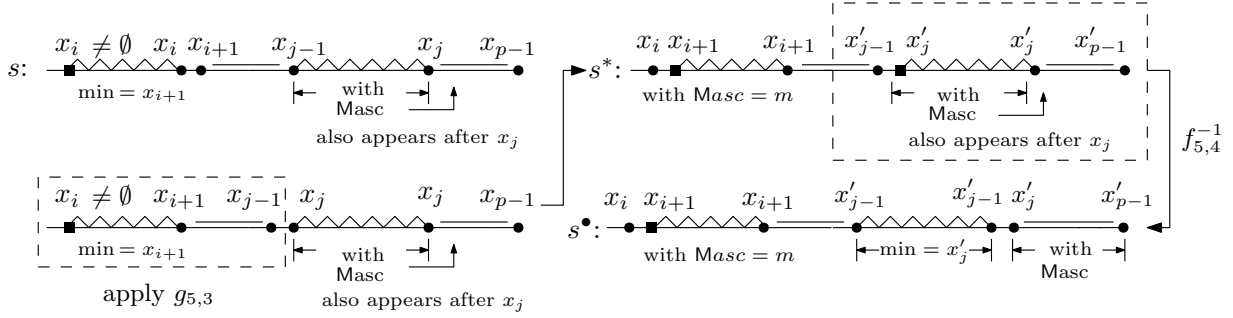 s: x_i ≠ ∅ x_i x_{i+1} x_{j-1} x_j x_{p-1}
min = x_{i+1} with Masc
also appears after x_j
s*: x_i x_{i+1} x_{i+1} x'_{j-1} x'_j x'_j x'_{p-1}
with Masc = m with Masc
also appears after x_j
f_{5,4}^{-1}
x_i ≠ ∅ x_{i+1} x_{j-1} x_j x_j x_{p-1}
min = x_{i+1} with Masc
also appears after x_j
apply g_{5,3}
s•: x_i x_{i+1} x_{i+1} x'_{j-1} x'_{j-1} x'_j x'_{p-1}
with Masc = m min = x'_j with Masc